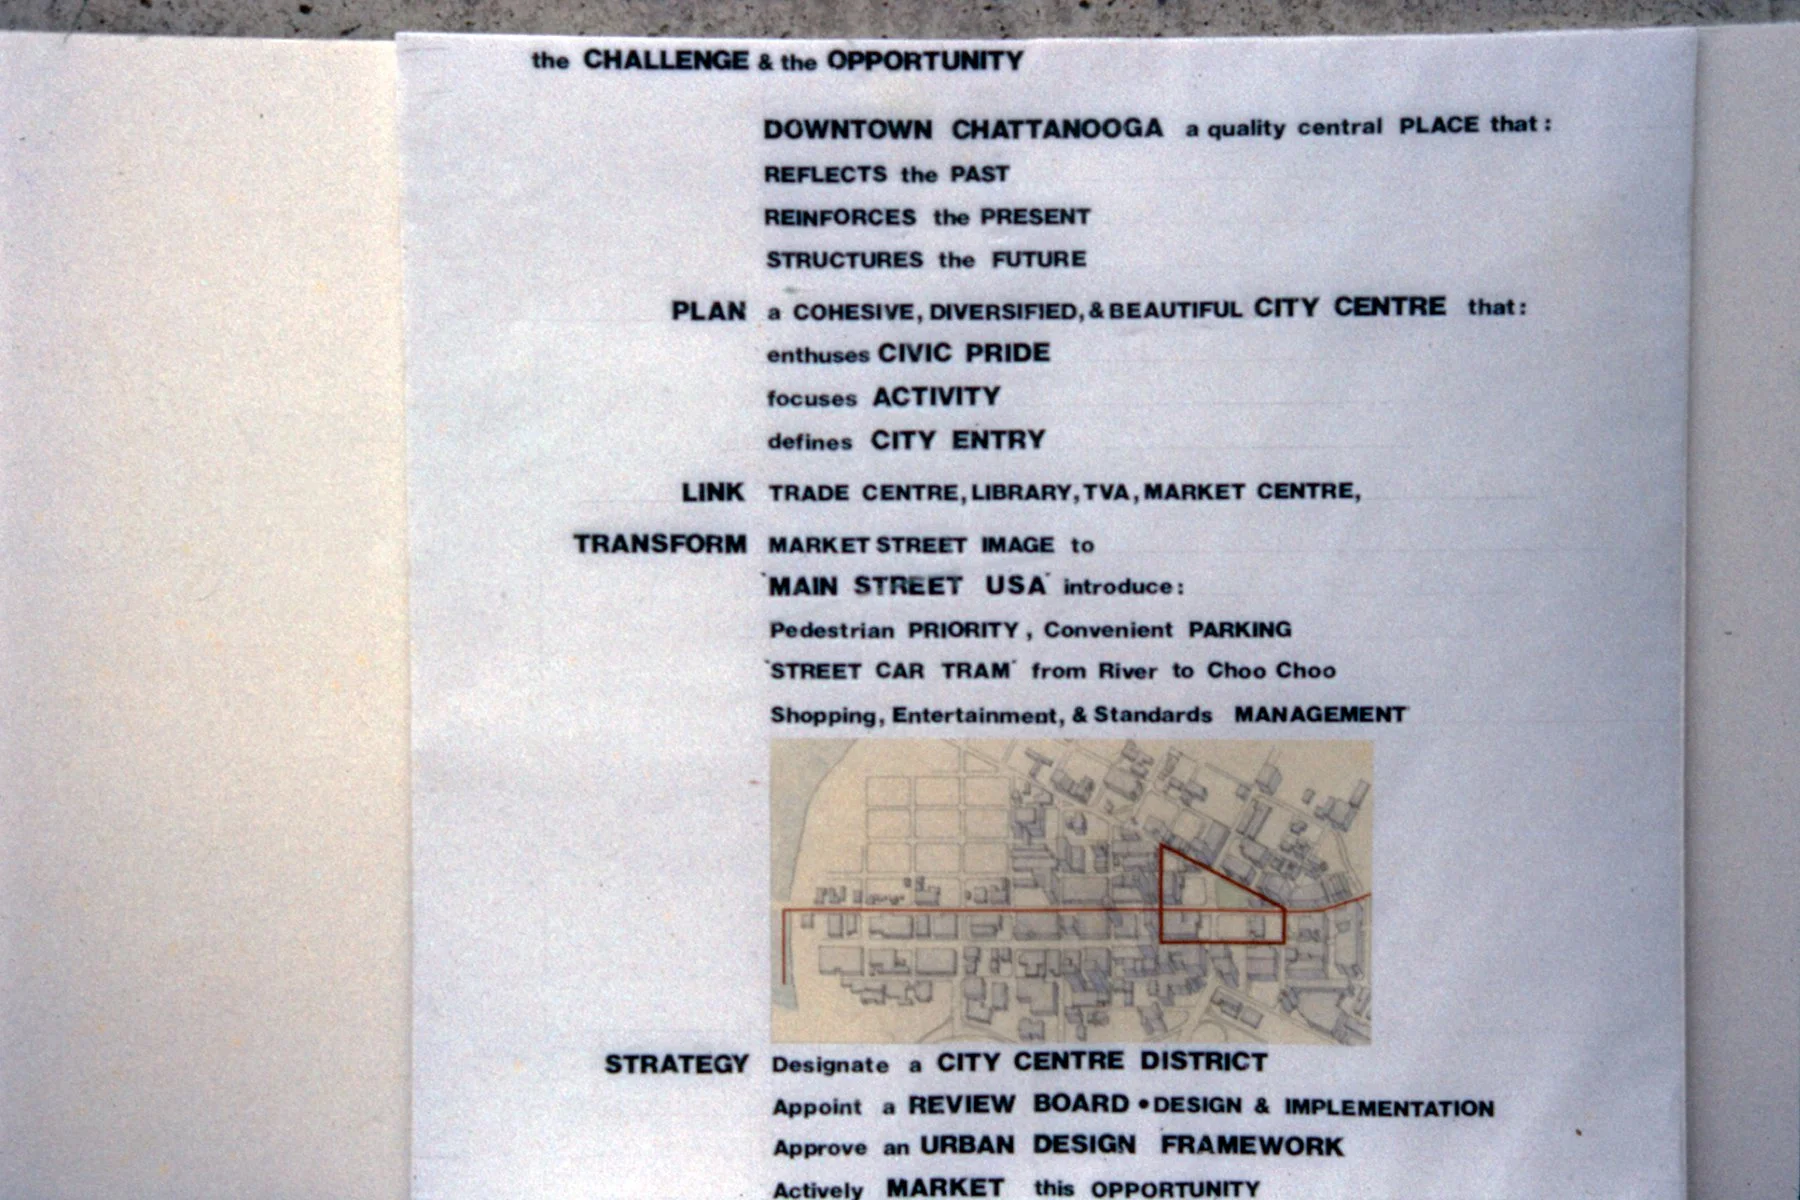 the CHALLENGE & the OPPORTUNITY
DOWNTOWN CHATTANOOGA a quality central PLACE that:
REFLECTS the PAST
REINFORCES the PRESENT
STRUCTURES the FUTURE
PLAN a COHESIVE, DIVERSIFIED, & BEAUTIFUL CITY CENTRE that:
enthuses CIVIC PRIDE
focuses ACTIVITY
defines CITY ENTRY
LINK TRADE CENTRE, LIBRARY, TVA, MARKET CENTRE,
TRANSFORM MARKET STREET IMAGE to
"MAIN STREET USA" introduce:
Pedestrian PRIORITY, Convenient PARKING
"STREET CAR TRAM" from River to Choo Choo
Shopping, Entertainment, & Standards MANAGEMENT
STRATEGY Designate a CITY CENTRE DISTRICT
Appoint a REVIEW BOARD • DESIGN & IMPLEMENTATION
Approve an URBAN DESIGN FRAMEWORK
Actively MARKET this OPPORTUNITY